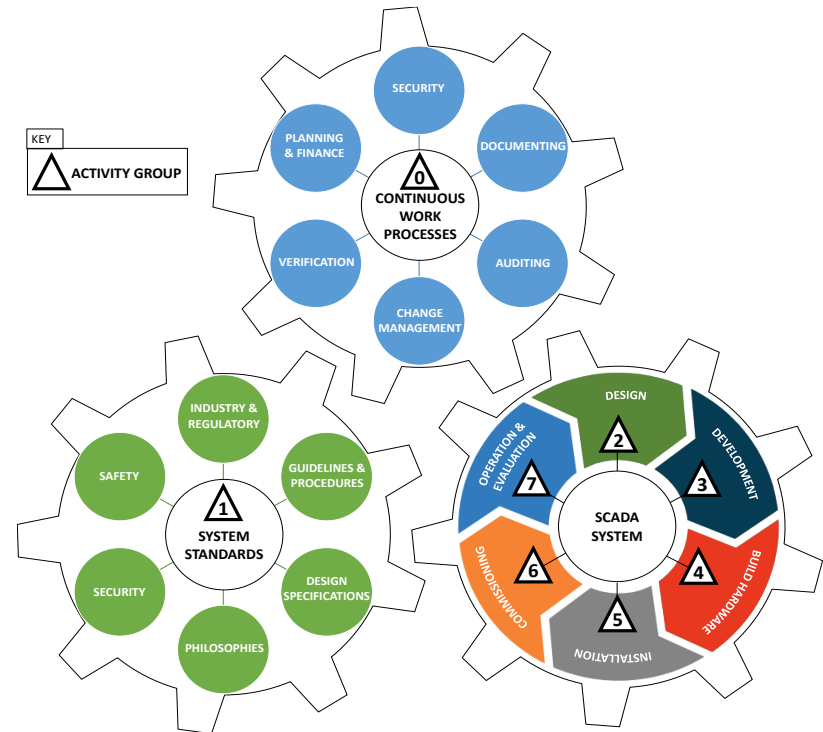 KEY
ACTIVITY GROUP
SECURITY
PLANNING
& FINANCE
DOCUMENTING
0
CONTINUOUS
WORK
PROCESSES
VERIFICATION
AUDITING
CHANGE
MANAGEMENT
INDUSTRY &
REGULATORY
SAFETY
GUIDELINES &
PROCEDURES
1
SYSTEM
STANDARDS
SECURITY
DESIGN
SPECIFICATIONS
PHILOSOPHIES
DESIGN
2
DEVELOPMENT
3
BUILD HARDWARE
4
INSTALLATION
5
COMMISSIONING
6
OPERATION &
EVALUATION
7
SCADA
SYSTEM